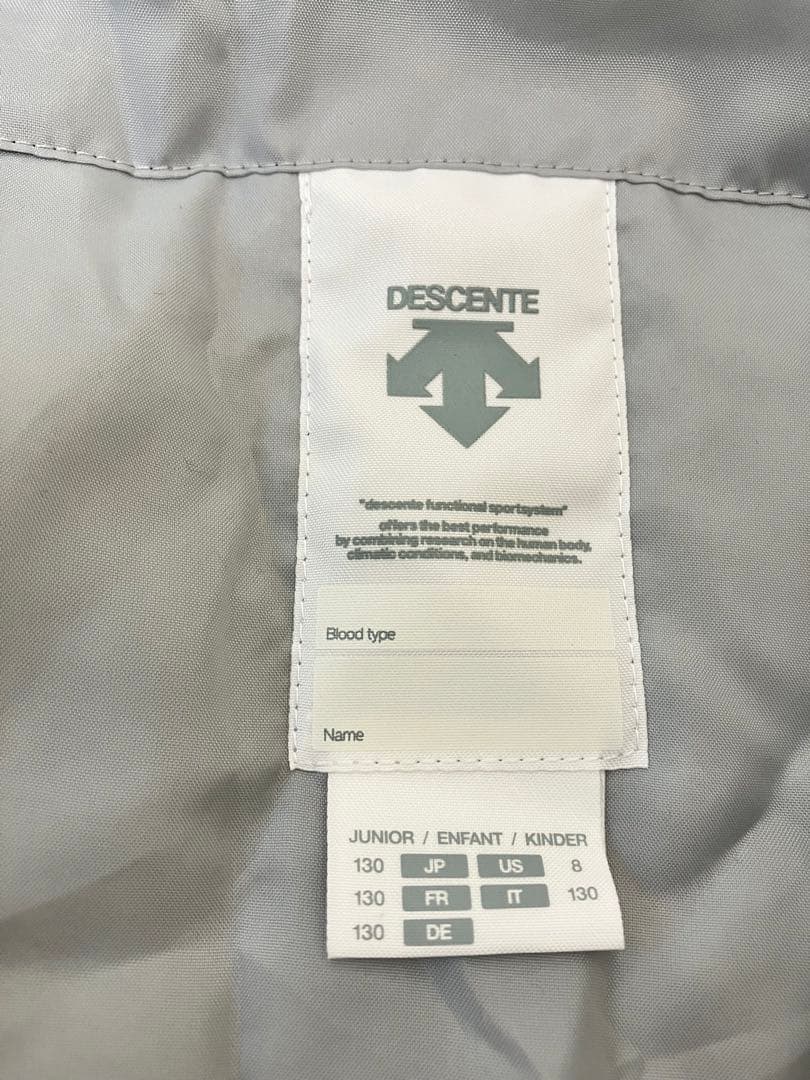 DESCENTE
"descente functional sportsystem"
offers the best performance
by combining research on the human body,
climatic conditions, and biomechanics.
Blood type
Name
JUNIOR / ENFANT / KINDER
130 JP US 8
130 FR IT 130
130 DE